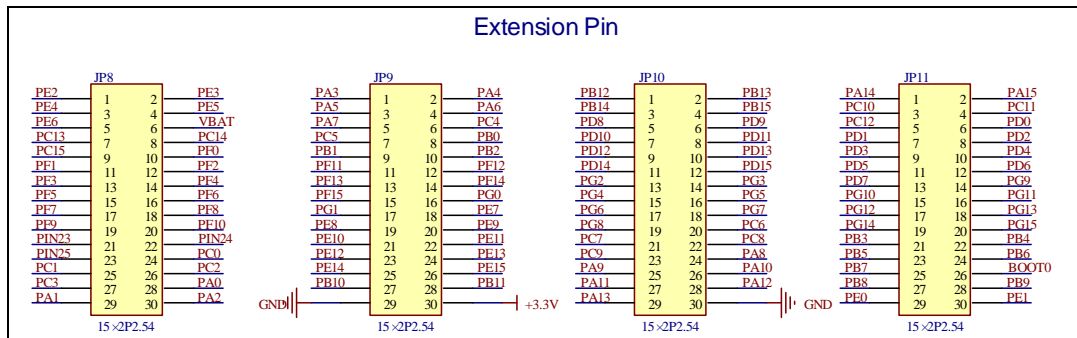 Extension Pin
JP8 JP9 JP10 JP11
PE2 1 2 PE3 PA3 1 2 PA4 PB12 1 2 PB13 PA14 1 2 PA15
PE4 3 4 PE5 PA5 3 4 PA6 PB14 3 4 PB15 PC10 3 4 PC11
PE6 5 6 VBAT PA7 5 6 PC4 PD8 5 6 PD9 PC12 5 6 PD0
PC13 7 8 PC14 PC5 7 8 PB0 PD10 7 8 PD11 PD1 7 8 PD2
PC15 9 10 PF0 PB1 9 10 PB2 PD12 9 10 PD13 PD3 9 10 PD4
PF1 11 12 PF2 PF11 11 12 PF12 PD14 11 12 PD15 PD5 11 12 PD6
PF3 13 14 PF4 PF13 13 14 PF14 PG2 13 14 PG3 PD7 13 14 PG9
PF5 15 16 PF6 PF15 15 16 PG0 PG4 15 16 PG5 PG10 15 16 PG11
PF7 17 18 PF8 PG1 17 18 PE7 PG6 17 18 PG7 PG12 17 18 PG13
PF9 19 20 PF10 PE8 19 20 PE9 PG8 19 20 PC6 PG14 19 20 PG15
PIN23 21 22 PIN24 PE10 21 22 PE11 PC7 21 22 PC8 PB3 21 22 PB4
PIN25 23 24 PC0 PE12 23 24 PE13 PC9 23 24 PA8 PB5 23 24 PB6
PC1 25 26 PC2 PE14 25 26 PE15 PA9 25 26 PA10 PB7 25 26 BOOT0
PC3 27 28 PA0 PB10 27 28 PB11 PA11 27 28 PA12 PB8 27 28 PB9
PA1 29 30 PA2 GND 29 30 +3.3V PA13 29 30 GND PE0 29 30 PE1
15×2P2.54 15×2P2.54 15×2P2.54 15×2P2.54